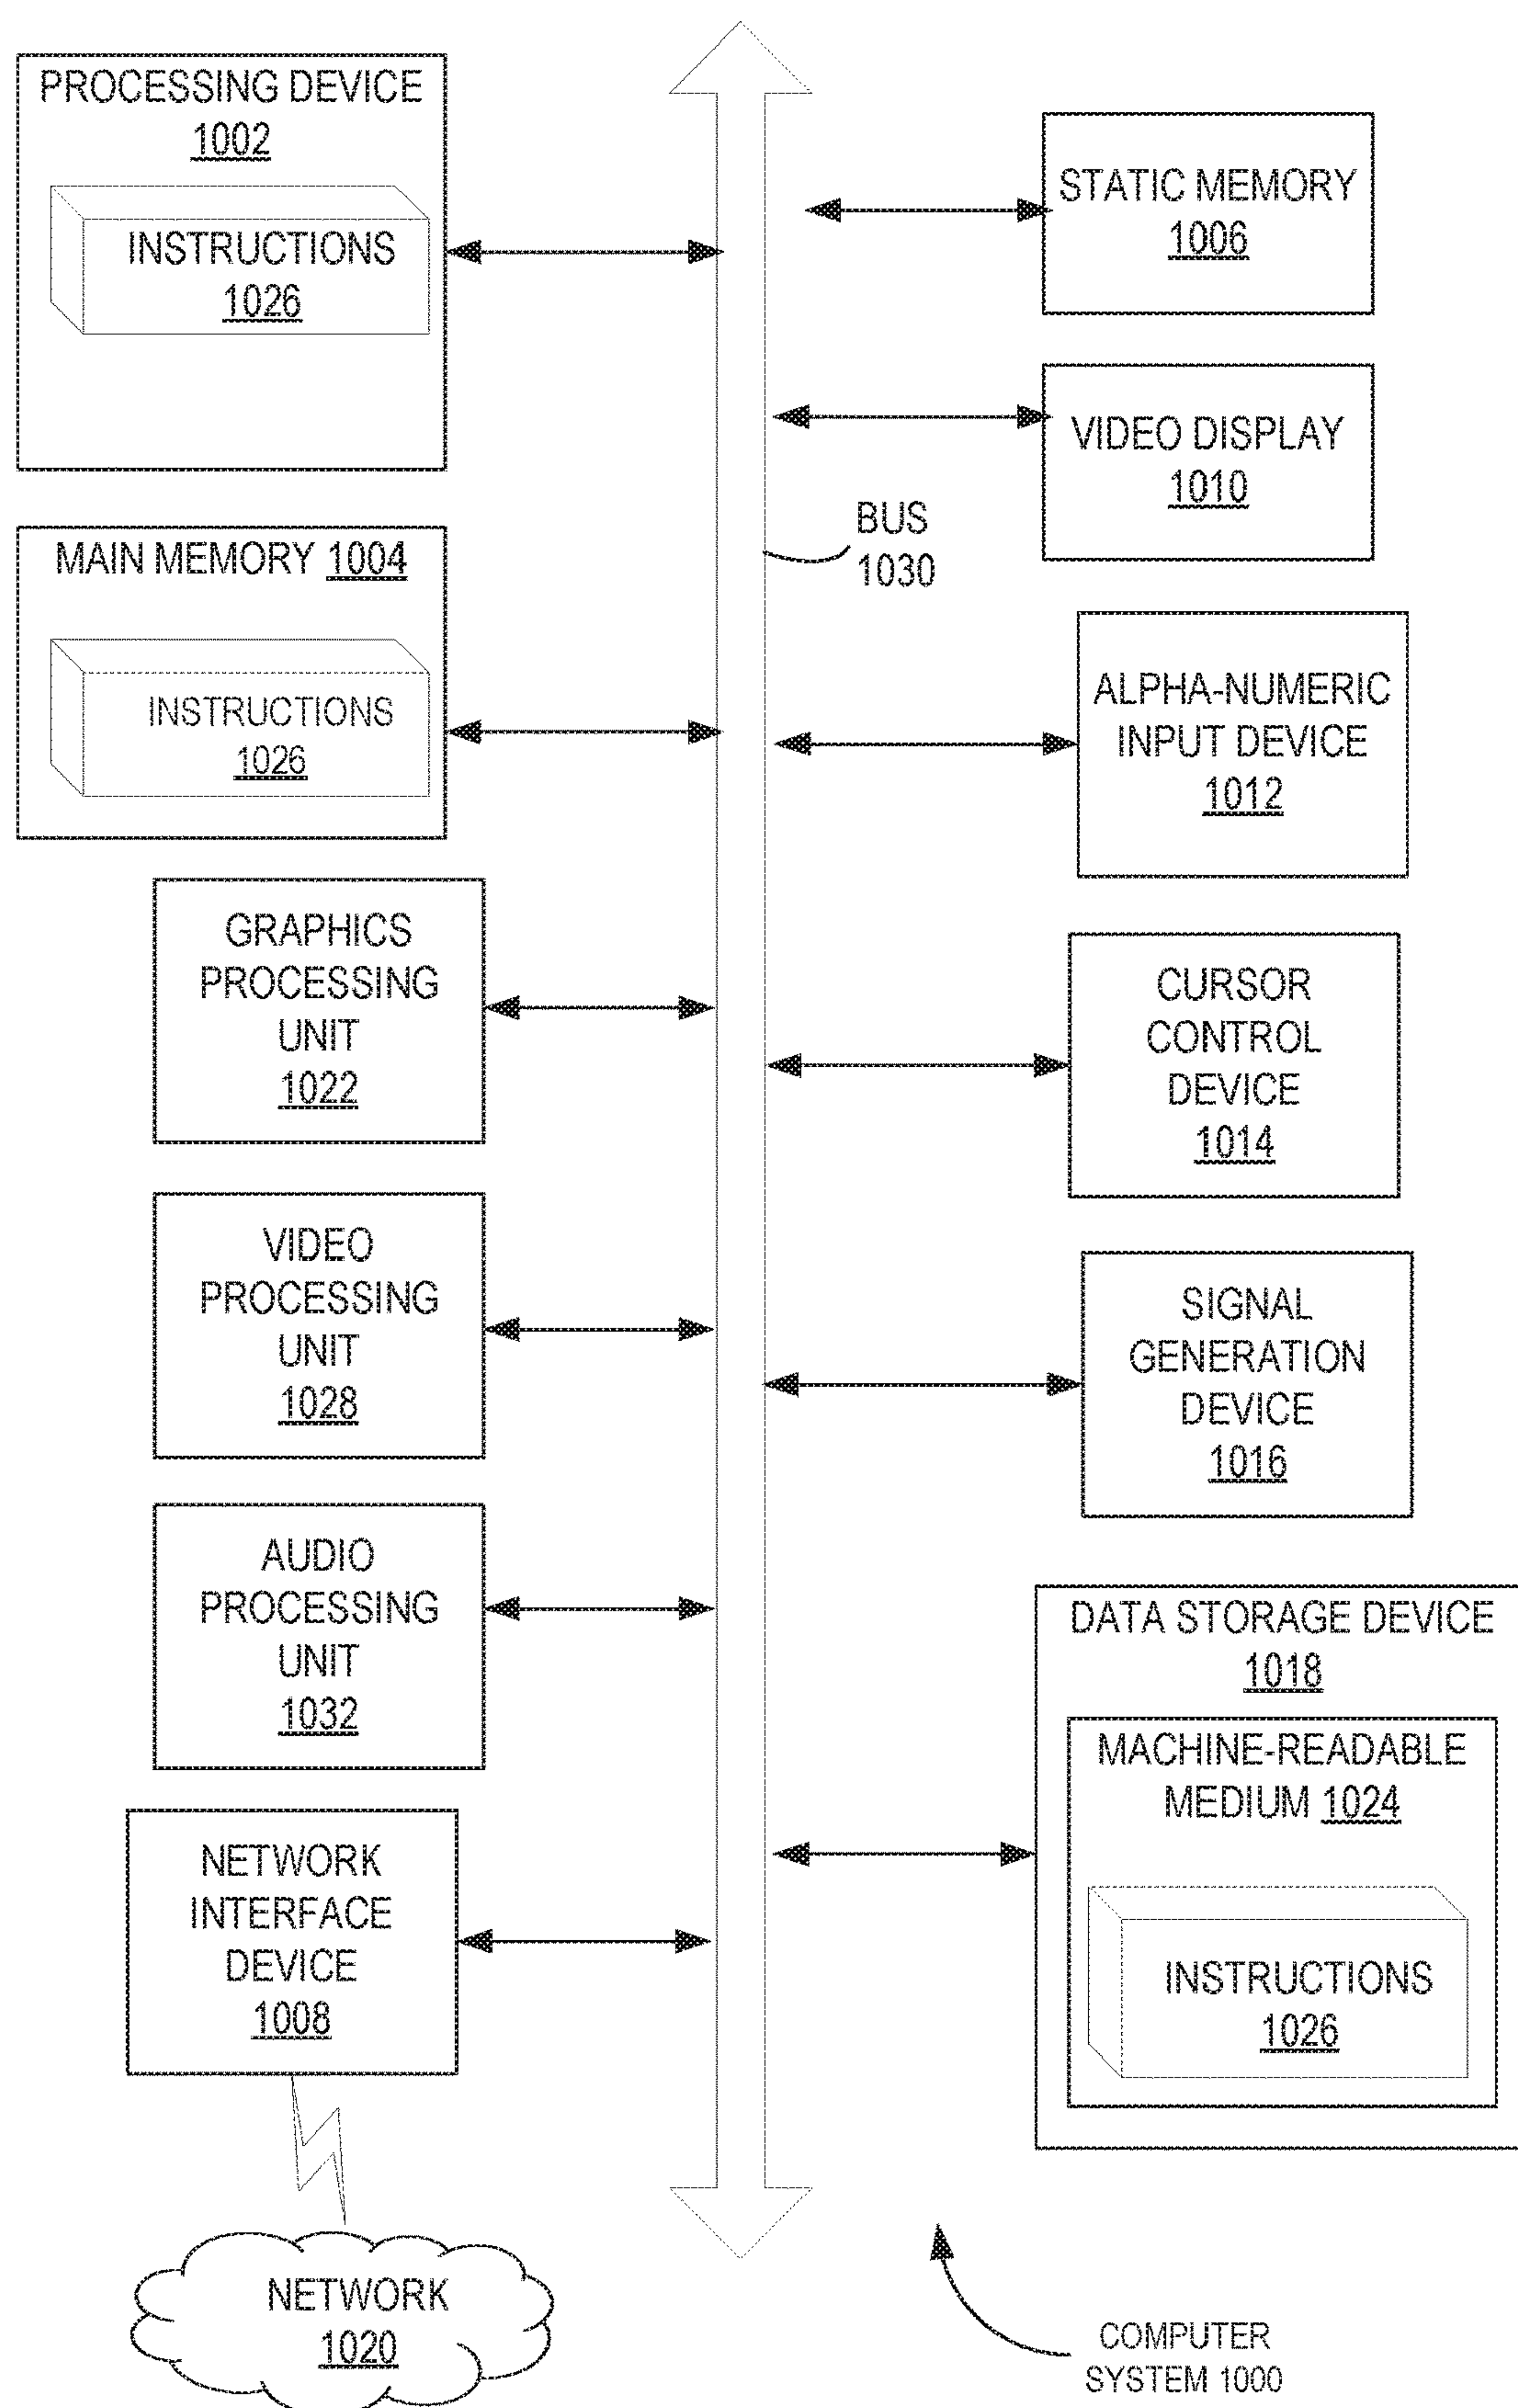 PROCESSING DEVICE
1002
INSTRUCTIONS
1026
MAIN MEMORY 1004
INSTRUCTIONS
1026
GRAPHICS
PROCESSING
UNIT
1022
VIDEO
PROCESSING
UNIT
1028
AUDIO
PROCESSING
UNIT
1032
NETWORK
INTERFACE
DEVICE
1008
NETWORK
1020
BUS
1030
STATIC MEMORY
1006
VIDEO DISPLAY
1010
ALPHA-NUMERIC
INPUT DEVICE
1012
CURSOR
CONTROL
DEVICE
1014
SIGNAL
GENERATION
DEVICE
1016
DATA STORAGE DEVICE
1018
MACHINE-READABLE
MEDIUM 1024
INSTRUCTIONS
1026
COMPUTER
SYSTEM 1000